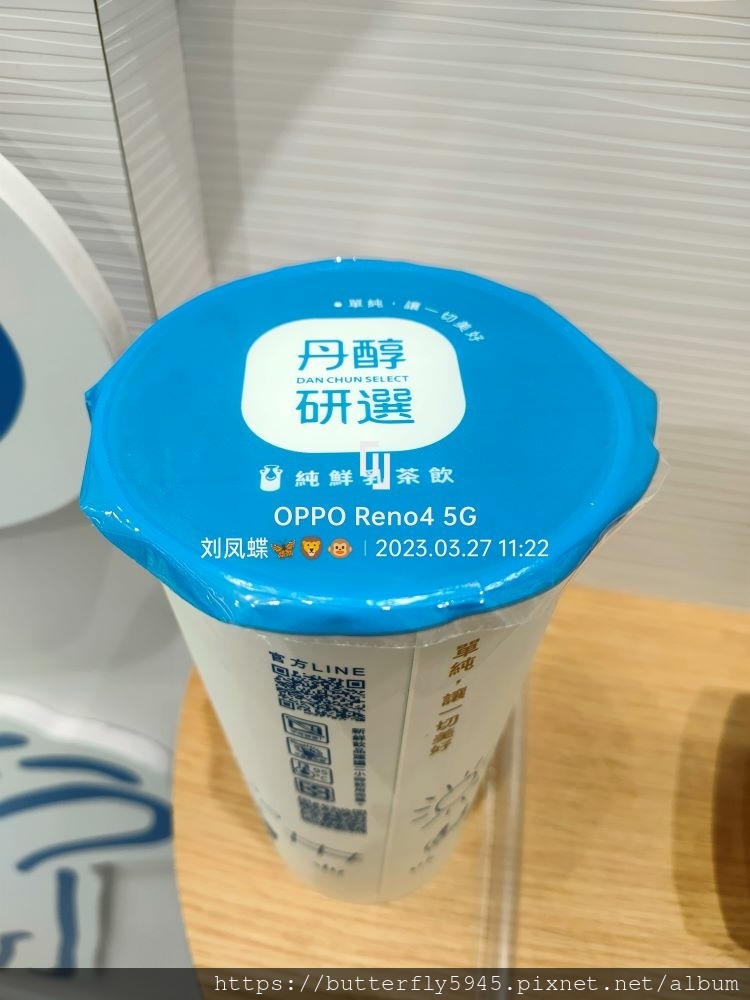 單純，讓一切美好
丹醇
DAN CHUN SELECT
研選
純鮮乳茶飲
OPPO Reno4 5G
刘凤蝶🦋🦁🐵 | 2023.03.27 11:22
官方LINE
單純，讓一切美好
https://butterfly5945.pixnet.net/album